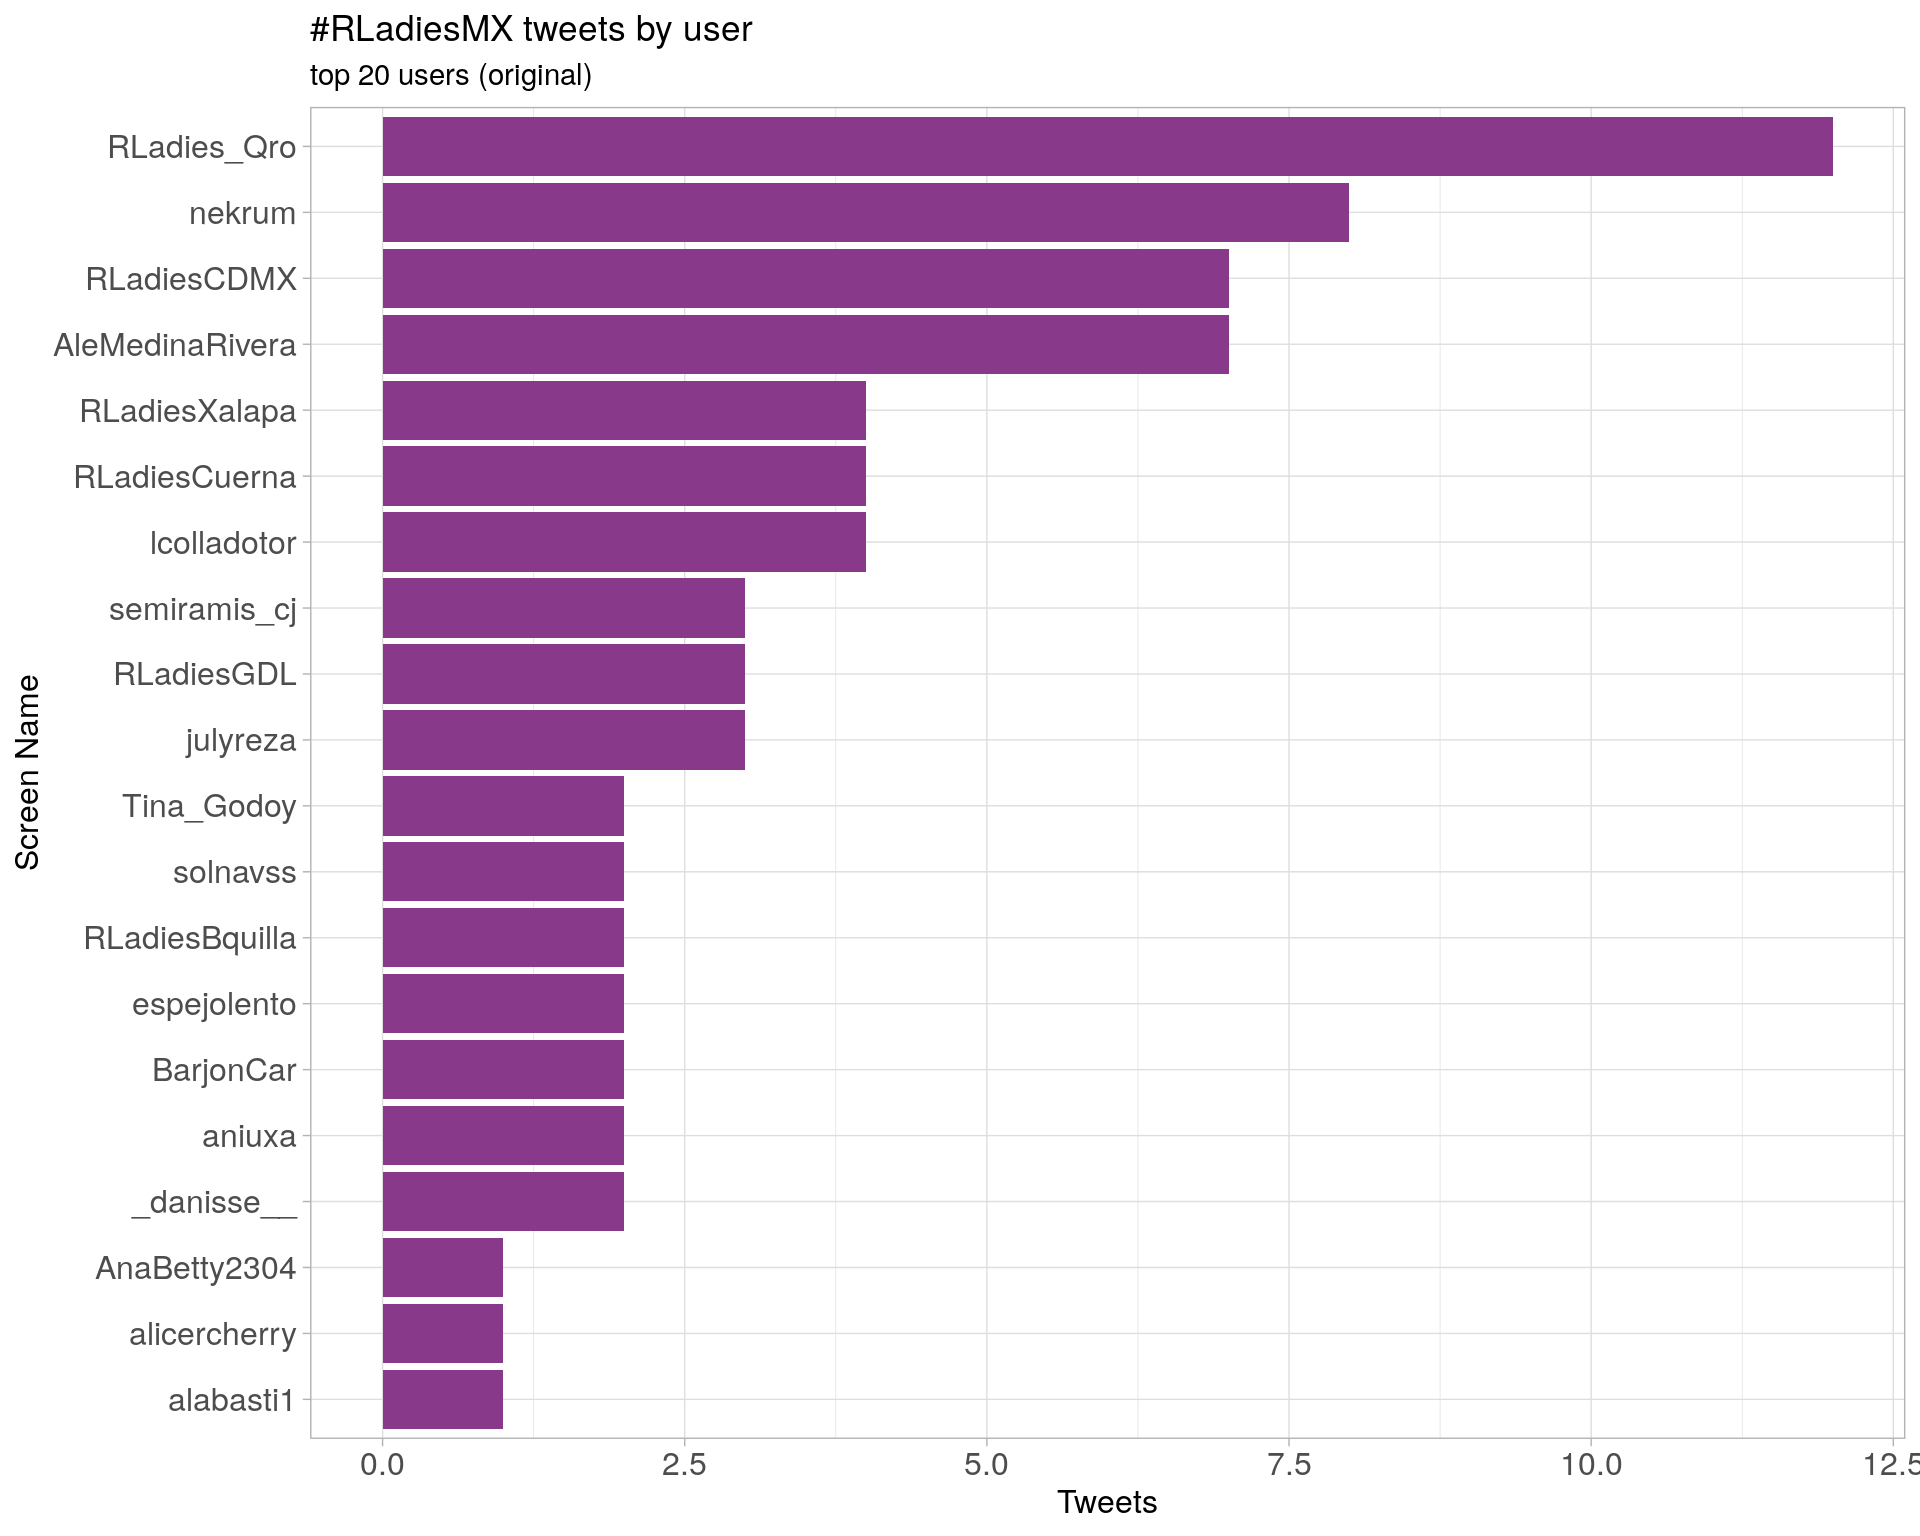 #RLadiesMX tweets by user
top 20 users (original)
RLadies_Qro
nekrum
RLadiesCDMX
AleMedinaRivera
RLadiesXalapa
RLadiesCuerna
lcolladotor
semiramis_cj
RLadiesGDL
julyreza
Tina_Godoy
solnavss
RLadiesBquilla
espejolento
BarjonCar
aniuxa
_danisse__
AnaBetty2304
alicercherry
alabasti1
Screen Name
0.0 2.5 5.0 7.5 10.0 12.5
Tweets